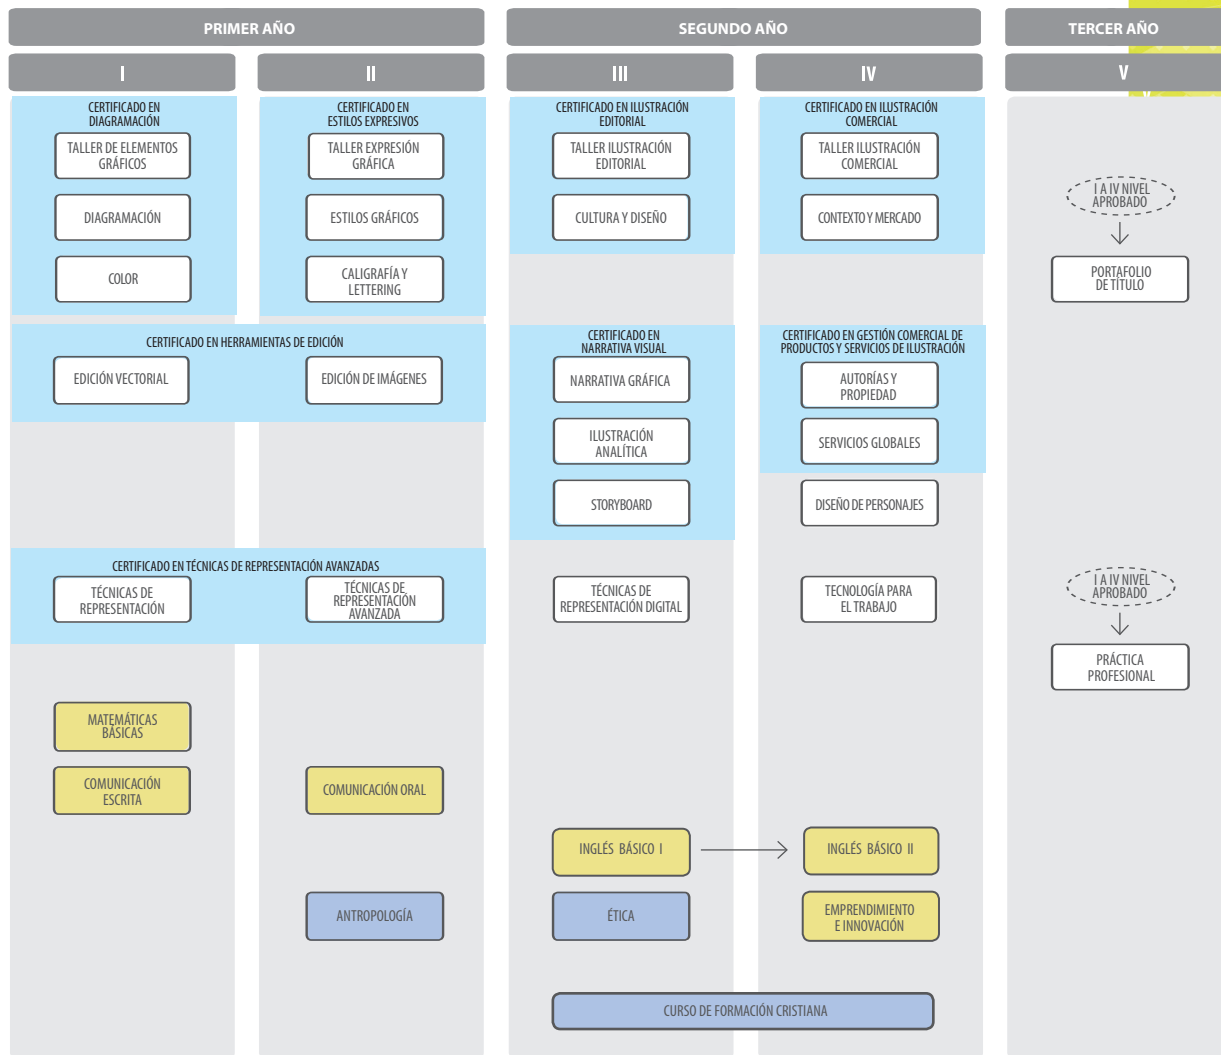 PRIMER AÑO
SEGUNDO AÑO
TERCER AÑO
I
II
III
IV
V
CERTIFICADO EN
DIAGRAMACIÓN
TALLER DE ELEMENTOS
GRÁFICOS
DIAGRAMACIÓN
COLOR
CERTIFICADO EN
ESTILOS EXPRESIVOS
TALLER EXPRESIÓN
GRÁFICA
ESTILOS GRÁFICOS
CALIGRAFÍA Y
LETTERING
CERTIFICADO EN ILUSTRACIÓN
EDITORIAL
TALLER ILUSTRACIÓN
EDITORIAL
CULTURA Y DISEÑO
CERTIFICADO EN ILUSTRACIÓN
COMERCIAL
TALLER ILUSTRACIÓN
COMERCIAL
CONTEXTO Y MERCADO
I A IV NIVEL
APROBADO
PORTAFOLIO
DE TÍTULO
CERTIFICADO EN HERRAMIENTAS DE EDICIÓN
EDICIÓN VECTORIAL
EDICIÓN DE IMÁGENES
CERTIFICADO EN
NARRATIVA VISUAL
NARRATIVA GRÁFICA
ILUSTRACIÓN
ANALÍTICA
STORYBOARD
CERTIFICADO EN GESTIÓN COMERCIAL DE
PRODUCTOS Y SERVICIOS DE ILUSTRACIÓN
AUTORÍAS Y
PROPIEDAD
SERVICIOS GLOBALES
DISEÑO DE PERSONAJES
CERTIFICADO EN TÉCNICAS DE REPRESENTACIÓN AVANZADAS
TÉCNICAS DE
REPRESENTACIÓN
TÉCNICAS DE
REPRESENTACIÓN
AVANZADA
TÉCNICAS DE
REPRESENTACIÓN DIGITAL
TECNOLOGÍA PARA
EL TRABAJO
I A IV NIVEL
APROBADO
PRÁCTICA
PROFESIONAL
MATEMÁTICAS
BÁSICAS
COMUNICACIÓN
ESCRITA
COMUNICACIÓN ORAL
INGLÉS BÁSICO I
INGLÉS BÁSICO II
ANTROPOLOGÍA
ÉTICA
EMPRENDIMIENTO
E INNOVACIÓN
CURSO DE FORMACIÓN CRISTIANA